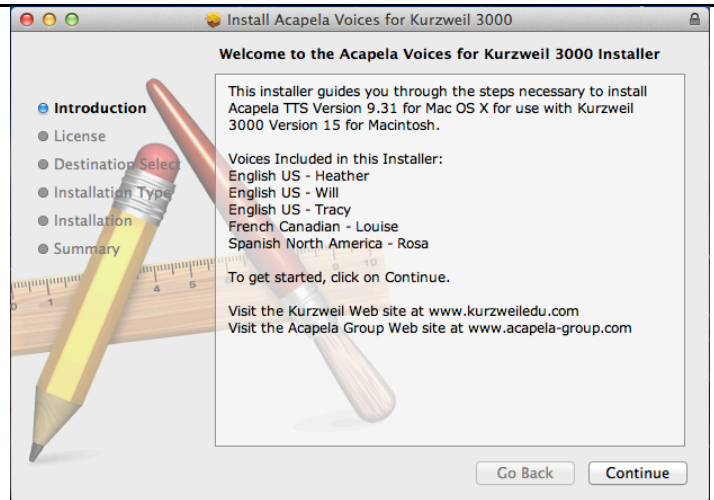 Install Acapela Voices for Kurzweil 3000
Welcome to the Acapela Voices for Kurzweil 3000 Installer
Introduction
License
Destination Select
Installation Type
Installation
Summary
This installer guides you through the steps necessary to install
Acapela TTS Version 9.31 for Mac OS X for use with Kurzweil
3000 Version 15 for Macintosh.
Voices Included in this Installer:
English US - Heather
English US - Will
English US - Tracy
French Canadian - Louise
Spanish North America - Rosa
To get started, click on Continue.
Visit the Kurzweil Web site at www.kurzweiledu.com
Visit the Acapela Group Web site at www.acapela-group.com
1 4 5 10
Go Back
Continue